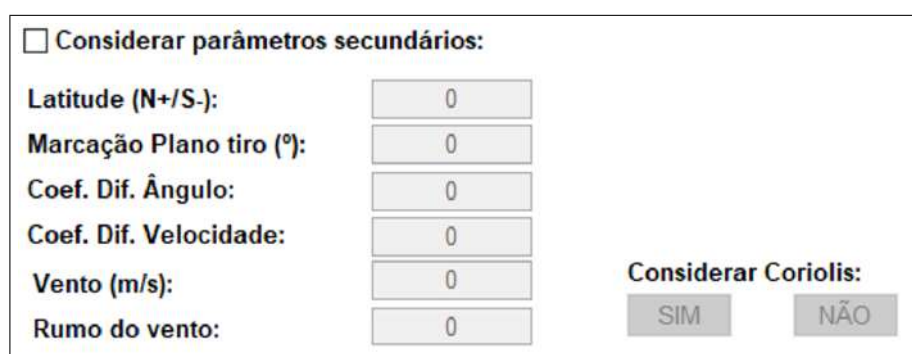 Considerar parâmetros secundários:
Latitude (N+/S-): 0
Marcação Plano tiro (º): 0
Coef. Dif. Ângulo: 0
Coef. Dif. Velocidade: 0
Vento (m/s): 0
Considerar Coriolis:
Rumo do vento: 0
SIM NÃO